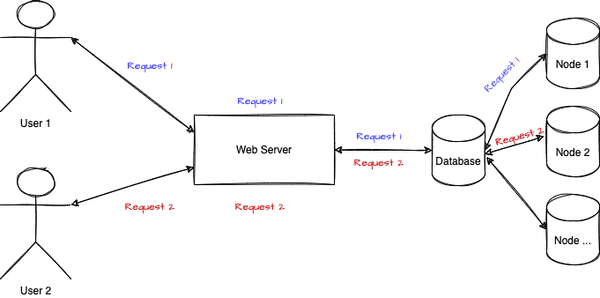 Request 1
Node 1
Request 1
Request 1
User 1
Request 1
Request 2
Web Server
Database
Node 2
Request 2
User 2
Request 2
Request 2
Node ...